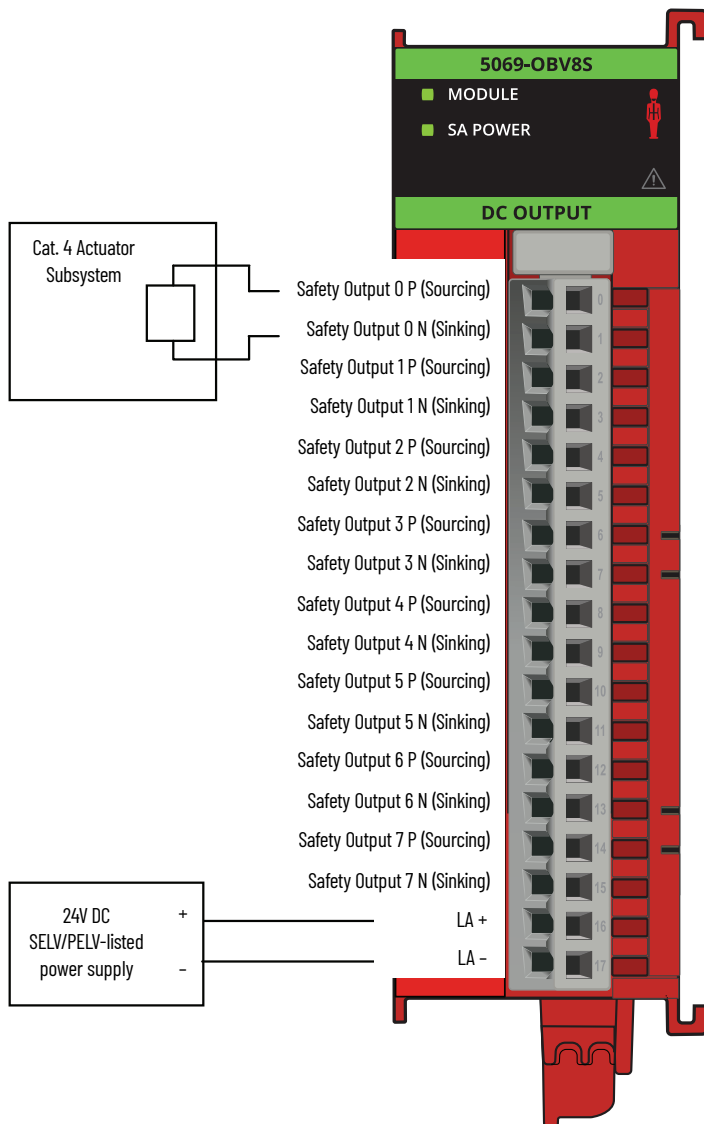 5069-OBV8S
MODULE
SA POWER
DC OUTPUT
Cat. 4 Actuator
Subsystem
Safety Output 0 P (Sourcing)
0
Safety Output 0 N (Sinking)
1
Safety Output 1 P (Sourcing)
2
Safety Output 1 N (Sinking)
3
Safety Output 2 P (Sourcing)
4
Safety Output 2 N (Sinking)
5
Safety Output 3 P (Sourcing)
6
Safety Output 3 N (Sinking)
7
Safety Output 4 P (Sourcing)
8
Safety Output 4 N (Sinking)
9
Safety Output 5 P (Sourcing)
10
Safety Output 5 N (Sinking)
11
Safety Output 6 P (Sourcing)
12
Safety Output 6 N (Sinking)
13
Safety Output 7 P (Sourcing)
14
Safety Output 7 N (Sinking)
15
24V DC
SELV/PELV-listed
power supply
+
–
LA +
16
LA –
17